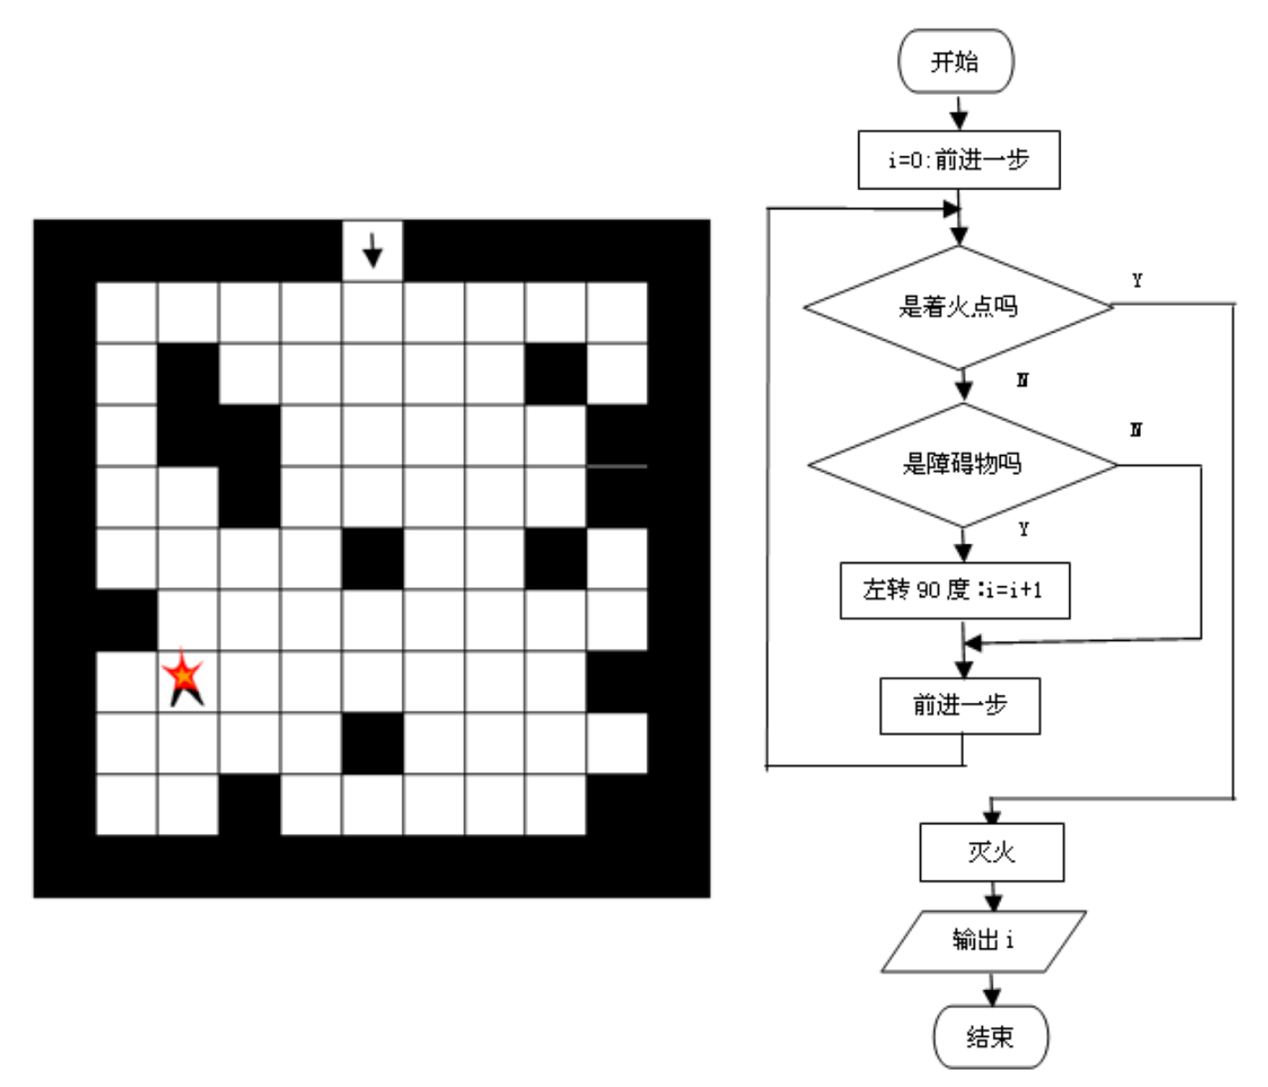 开始
i=0:前进一步
是着火点吗
Y
N
是障碍物吗
N
Y
左转 90 度:i=i+1
前进一步
灭火
输出 i
结束